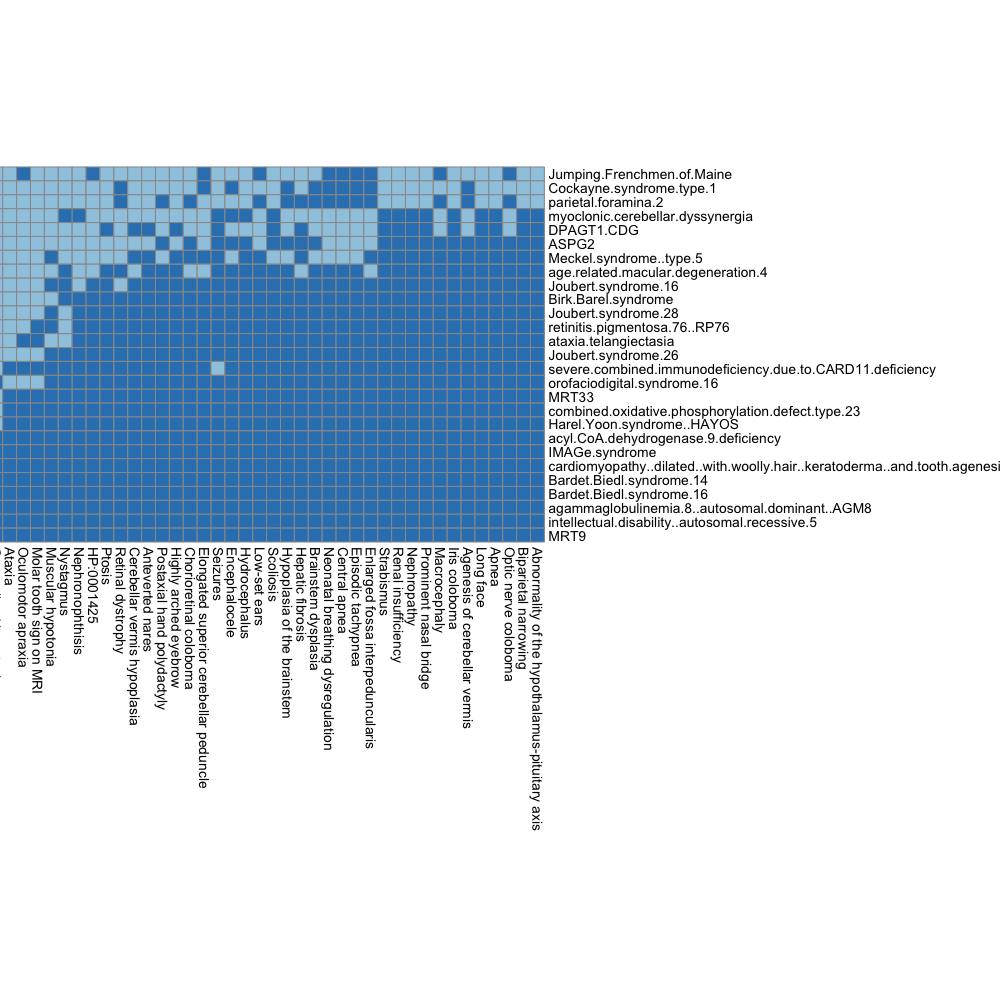 Jumping.Frenchmen.of.Maine
Cockayne.syndrome.type.1
parietal.foramina.2
myoclonic.cerebellar.dyssynergia
DPAGT1.CDG
ASPG2
Meckel.syndrome..type.5
age.related.macular.degeneration.4
Joubert.syndrome.16
Birk.Barel.syndrome
Joubert.syndrome.28
retinitis.pigmentosa.76..RP76
ataxia.telangiectasia
Joubert.syndrome.26
severe.combined.immunodeficiency.due.to.CARD11.deficiency
orofaciodigital.syndrome.16
MRT33
combined.oxidative.phosphorylation.defect.type.23
Harel.Yoon.syndrome..HAYOS
acyl.CoA.dehydrogenase.9.deficiency
IMAGe.syndrome
cardiomyopathy..dilated..with.woolly.hair..keratoderma..and.tooth.agenesi
Bardet.Biedl.syndrome.14
Bardet.Biedl.syndrome.16
agammaglobulinemia.8..autosomal.dominant..AGM8
intellectual.disability..autosomal.recessive.5
MRT9
Ataxia
Oculomotor apraxia
Molar tooth sign on MRI
Muscular hypotonia
Nystagmus
Nephronophthisis
HP:0001425
Ptosis
Retinal dystrophy
Cerebellar vermis hypoplasia
Anteverted nares
Postaxial hand polydactyly
Highly arched eyebrow
Chorioretinal coloboma
Elongated superior cerebellar peduncle
Seizures
Encephalocele
Hydrocephalus
Low-set ears
Scoliosis
Hypoplasia of the brainstem
Hepatic fibrosis
Brainstem dysplasia
Neonatal breathing dysregulation
Central apnea
Episodic tachypnea
Enlarged fossa interpeduncularis
Strabismus
Renal insufficiency
Nephropathy
Prominent nasal bridge
Macrocephaly
Iris coloboma
Agenesis of cerebellar vermis
Long face
Apnea
Optic nerve coloboma
Biparietal narrowing
Abnormality of the hypothalamus-pituitary axis